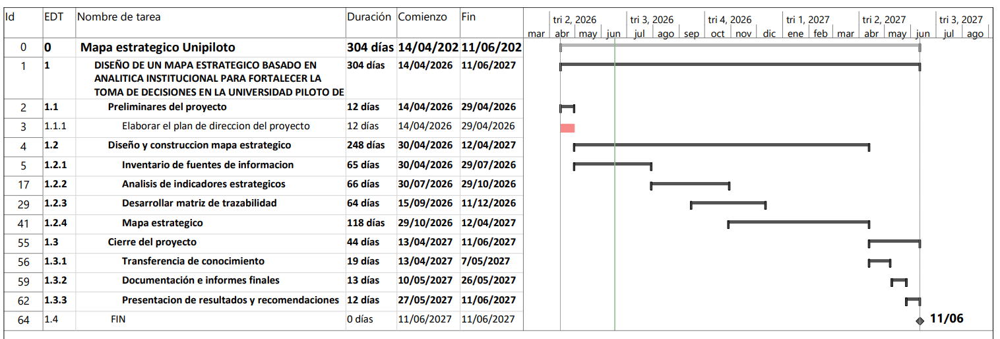 Id EDT Nombre de tarea Duración Comienzo Fin
tri 2, 2026 tri 3, 2026 tri 4, 2026 tri 1, 2027 tri 2, 2027 tri 3, 2027
mar abr may jun jul ago sep oct nov dic ene feb mar abr may jun jul ago
0 0 Mapa estrategico Unipiloto 304 días 14/04/202 11/06/202
1 1 DISEÑO DE UN MAPA ESTRATEGICO BASADO EN 304 días 14/04/2026 11/06/2027
ANALITICA INSTITUCIONAL PARA FORTALECER LA
TOMA DE DECISIONES EN LA UNIVERSIDAD PILOTO DE
2 1.1 Preliminares del proyecto 12 días 14/04/2026 29/04/2026
3 1.1.1 Elaborar el plan de direccion del proyecto 12 días 14/04/2026 29/04/2026
4 1.2 Diseño y construccion mapa estrategico 248 días 30/04/2026 12/04/2027
5 1.2.1 Inventario de fuentes de informacion 65 días 30/04/2026 29/07/2026
17 1.2.2 Analisis de indicadores estrategicos 66 días 30/07/2026 29/10/2026
29 1.2.3 Desarrollar matriz de trazabilidad 64 días 15/09/2026 11/12/2026
41 1.2.4 Mapa estrategico 118 días 29/10/2026 12/04/2027
55 1.3 Cierre del proyecto 44 días 13/04/2027 11/06/2027
56 1.3.1 Transferencia de conocimiento 19 días 13/04/2027 7/05/2027
59 1.3.2 Documentación e informes finales 13 días 10/05/2027 26/05/2027
62 1.3.3 Presentacion de resultados y recomendaciones 12 días 27/05/2027 11/06/2027
64 1.4 FIN 0 días 11/06/2027 11/06/2027 11/06